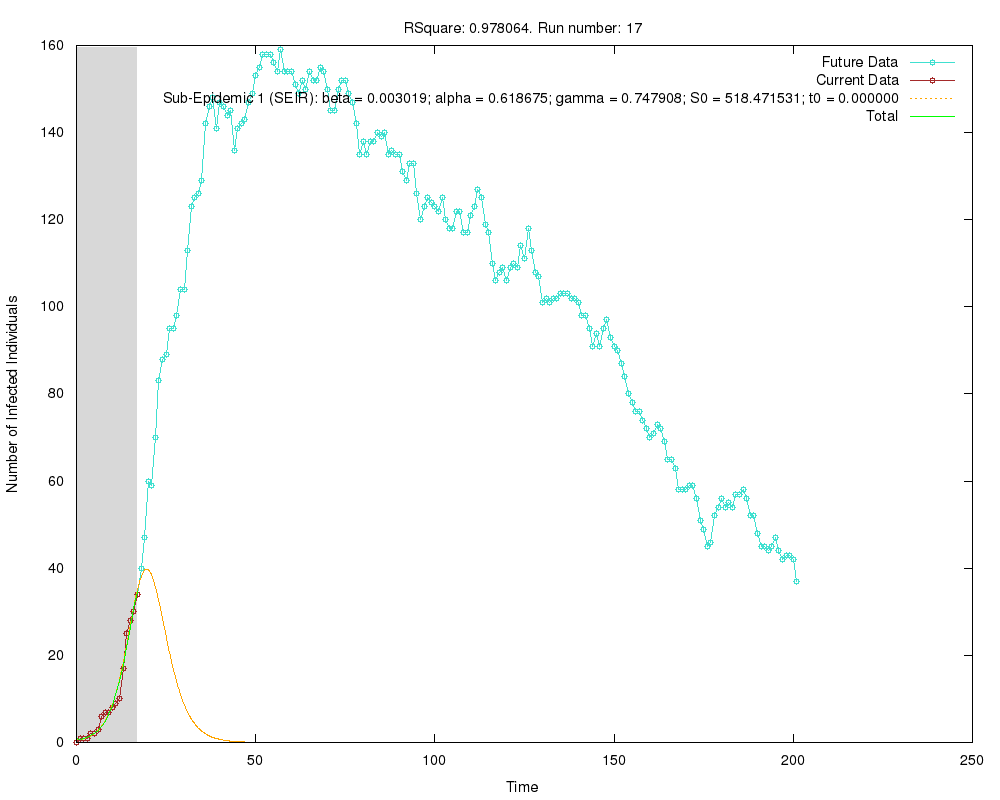 RSquare: 0.978064. Run number: 17
Future Data
Current Data
Sub-Epidemic 1 (SEIR): beta = 0.003019; alpha = 0.618675; gamma = 0.747908; S0 = 518.471531; t0 = 0.000000
Total
160
140
120
100
80
60
40
20
0
Number of Infected Individuals
0 50 100 150 200 250
Time